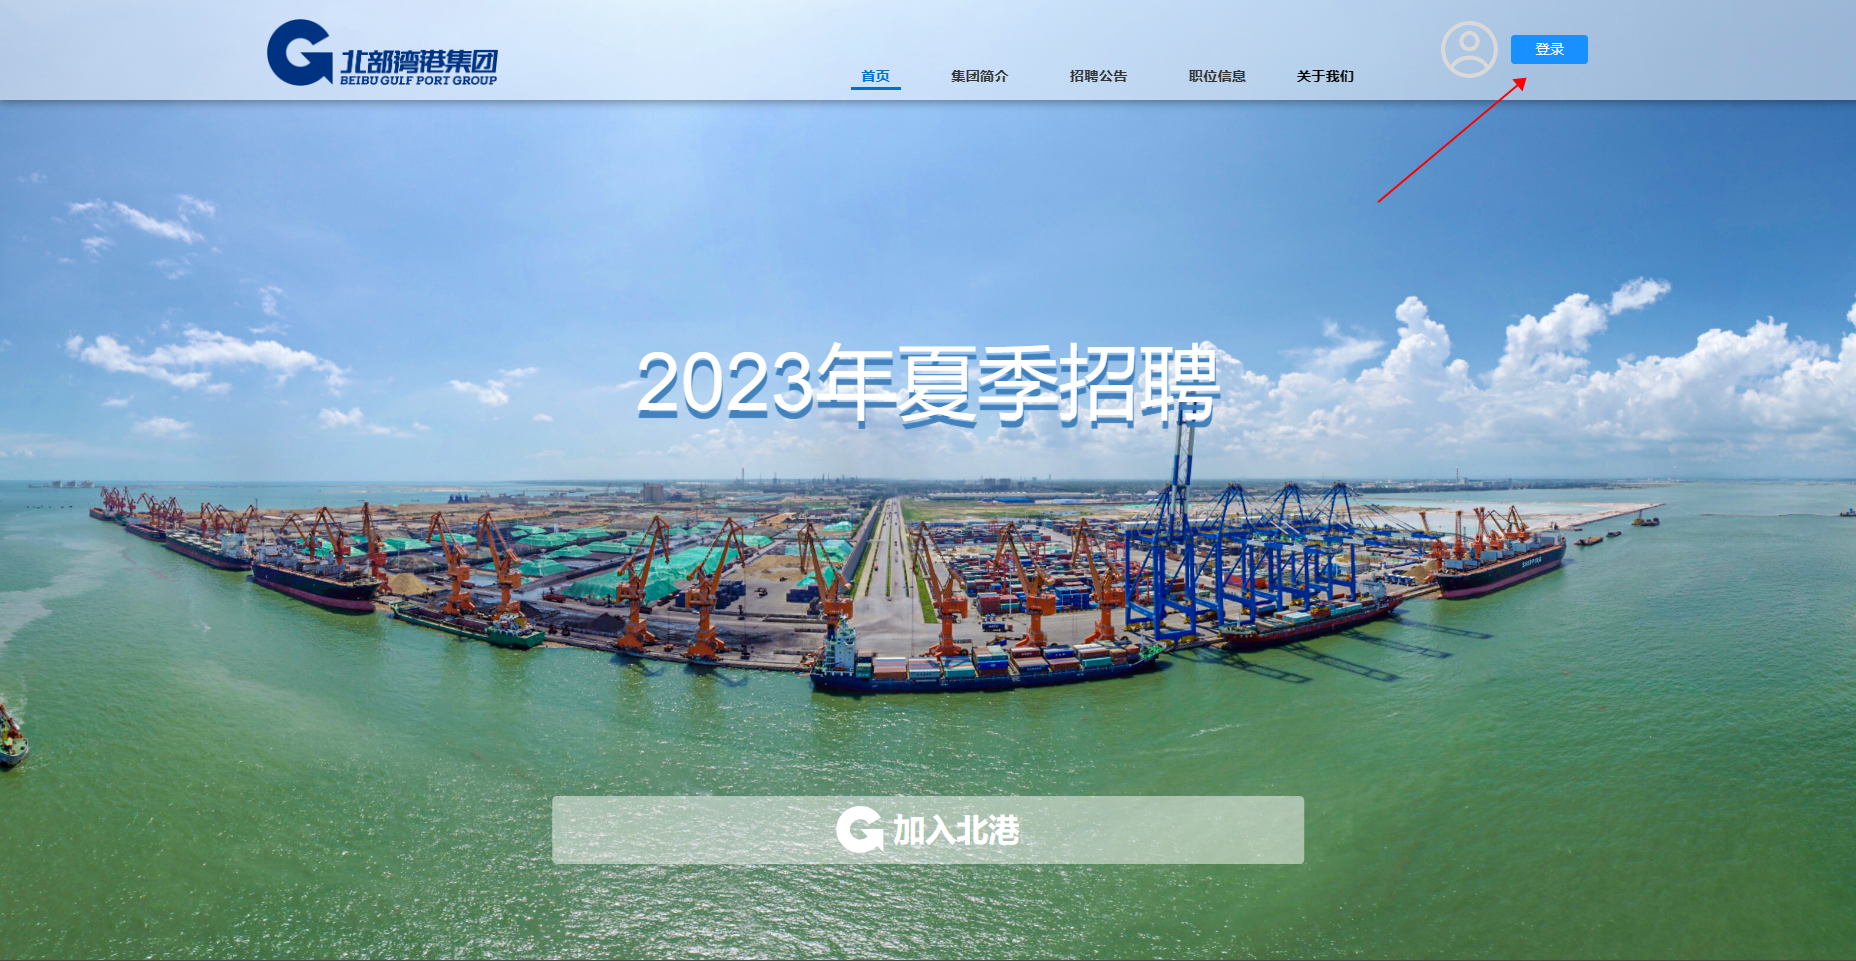 北部湾港集团
BEIBU GULF PORT GROUP
首页
集团简介
招聘公告
职位信息
关于我们
登录
2023年夏季招聘
加入北港